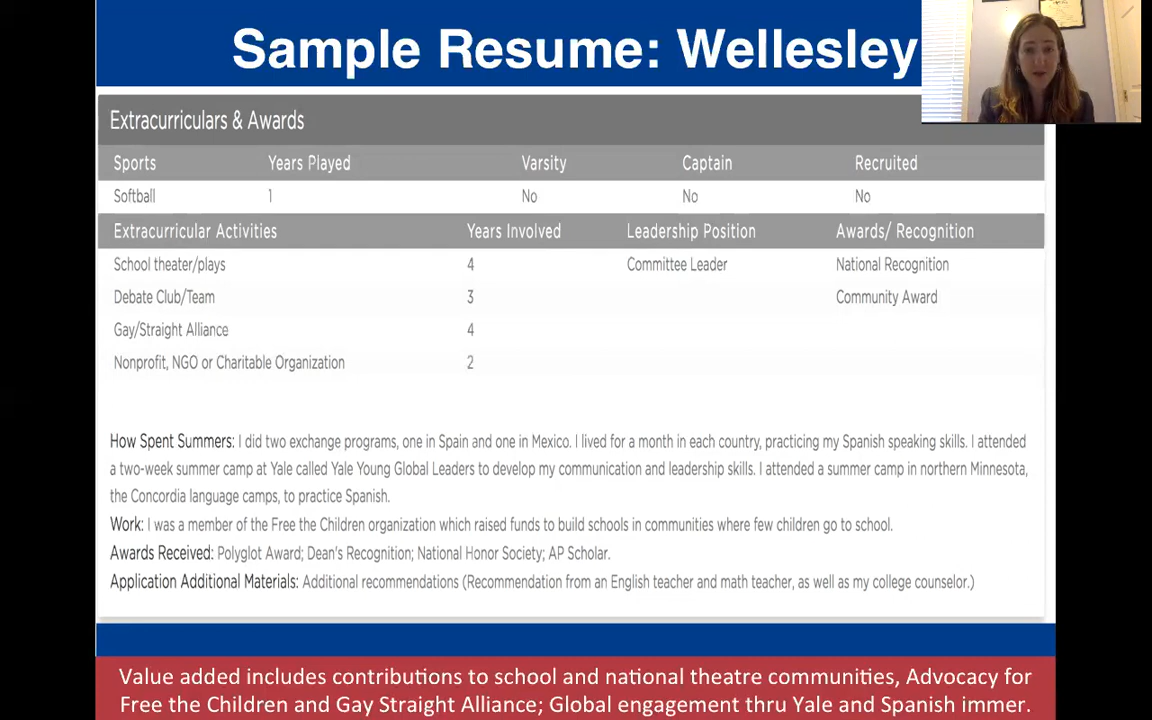 Sample Resume: Wellesley
Extracurriculars & Awards
Sports Years Played Varsity Captain Recruited
Softball 1 No No No
Extracurricular Activities Years Involved Leadership Position Awards/ Recognition
School theater/plays 4 Committee Leader National Recognition
Debate Club/Team 3 Community Award
Gay/Straight Alliance 4
Nonprofit, NGO or Charitable Organization 2
How Spent Summers: I did two exchange programs, one in Spain and one in Mexico. I lived for a month in each country, practicing my Spanish speaking skills. I attended
a two-week summer camp at Yale called Yale Young Global Leaders to develop my communication and leadership skills. I attended a summer camp in northern Minnesota,
the Concordia language camps, to practice Spanish.
Work: I was a member of the Free the Children organization which raised funds to build schools in communities where few children go to school.
Awards Received: Polyglot Award; Dean's Recognition; National Honor Society; AP Scholar.
Application Additional Materials: Additional recommendations (Recommendation from an English teacher and math teacher, as well as my college counselor.)
Value added includes contributions to school and national theatre communities, Advocacy for
Free the Children and Gay Straight Alliance; Global engagement thru Yale and Spanish immer.